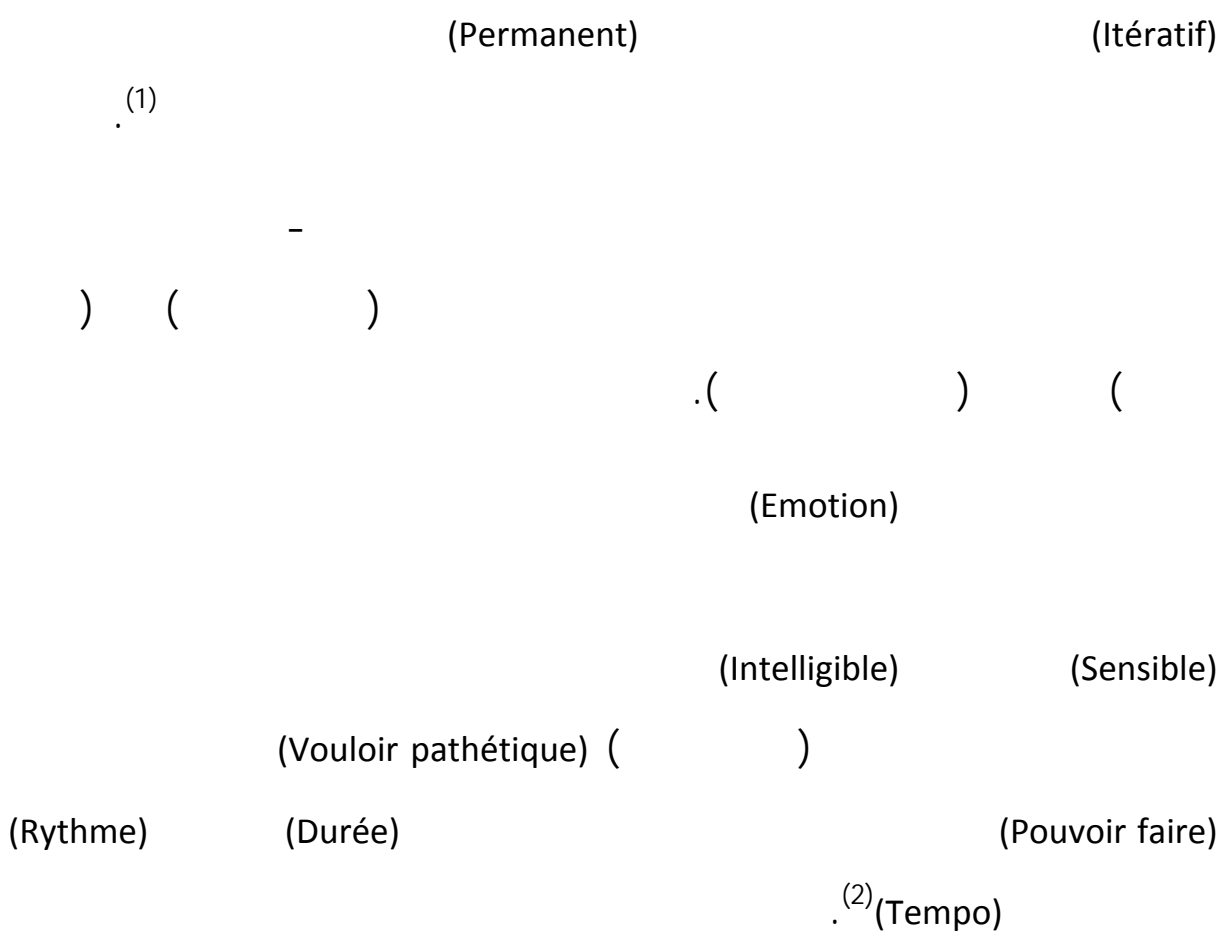 (Itératif) (Permanent)
.(1)
–
( ) ( )
( ) ( ).
(Emotion)
(Sensible) (Intelligible)
( ) (Vouloir pathétique)
(Pouvoir faire) (Durée) (Rythme)
(Tempo)(2).